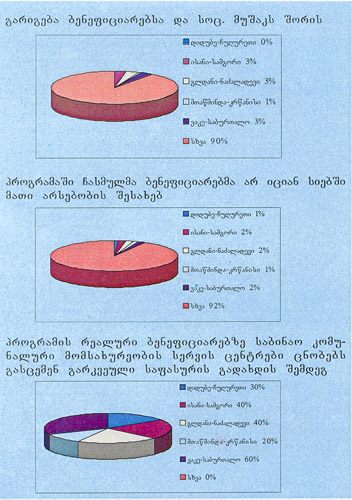 გარიგება ბენეფიციარებსა და სოც. მუშაკს შორის
დიდუბე-ჩუღურეთი 0%
ისანი-სამგორი 3%
გლდანი-ნაძალადევი 3%
მთაწმინდა-კრწანისი 1%
ვაკე-საბურთალო 3%
სხვა 90%
პროგრამაში ჩასმულმა ბენეფიციარებმა არ იციან სიებში
მათი არსებობის შესახებ
დიდუბე-ჩუღურეთი 1%
ისანი-სამგორი 2%
გლდანი-ნაძალადევი 2%
მთაწმინდა-კრწანისი 1%
ვაკე-საბურთალო 2%
სხვა 92%
პროგრამის რეალური ბენეფიციარებზე საბინაო კომუ-
ნალური მომსახურეობის სერვის ცენტრები ცნობებს
გასცემენ გარკვეული საფასურის გადახდის შემდეგ
დიდუბე-ჩუღურეთი 30%
ისანი-სამგორი 40%
გლდანი-ნაძალადევი 40%
მთაწმინდა-კრწანისი 20%
ვაკე-საბურთალო 60%
სხვა 0%